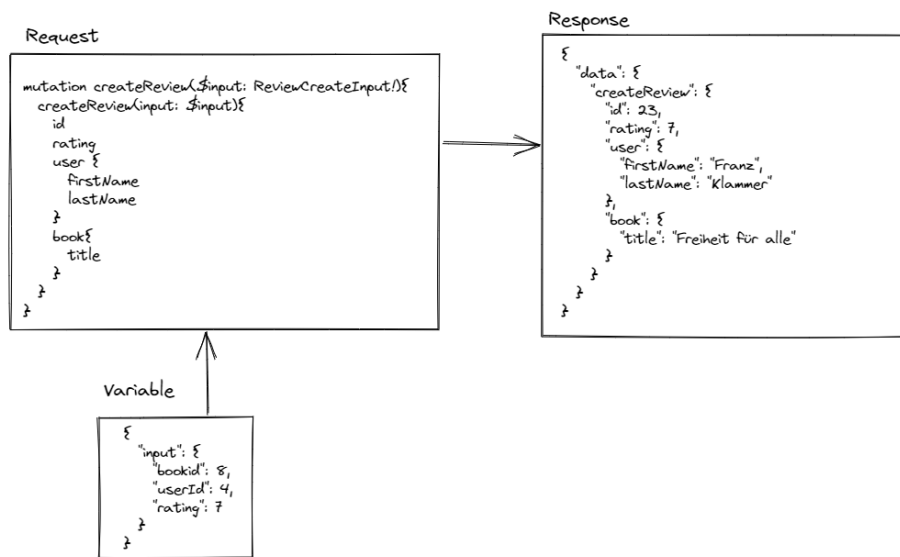 Request
mutation createReview($input: ReviewCreateInput!){
createReview(input: $input){
id
rating
user {
firstName
lastName
}
book{
title
}
}
}
Response
{
"data": {
"createReview": {
"id": 23,
"rating": 7,
"user": {
"firstName": "Franz",
"lastName": "Klammer"
},
"book": {
"title": "Freiheit für alle"
}
}
}
}
Variable
{
"input": {
"bookid": 8,
"userId": 4,
"rating": 7
}
}